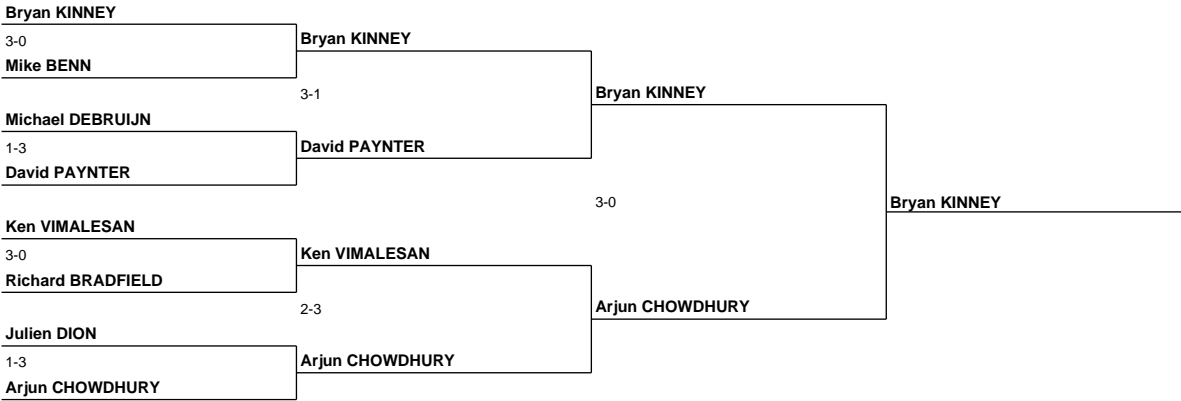 Bryan KINNEY
3-0
Bryan KINNEY
Mike BENN
3-1
Bryan KINNEY
Michael DEBRUIJN
1-3
David PAYNTER
David PAYNTER
3-0
Bryan KINNEY
Ken VIMALESAN
3-0
Ken VIMALESAN
Richard BRADFIELD
2-3
Arjun CHOWDHURY
Julien DION
1-3
Arjun CHOWDHURY
Arjun CHOWDHURY